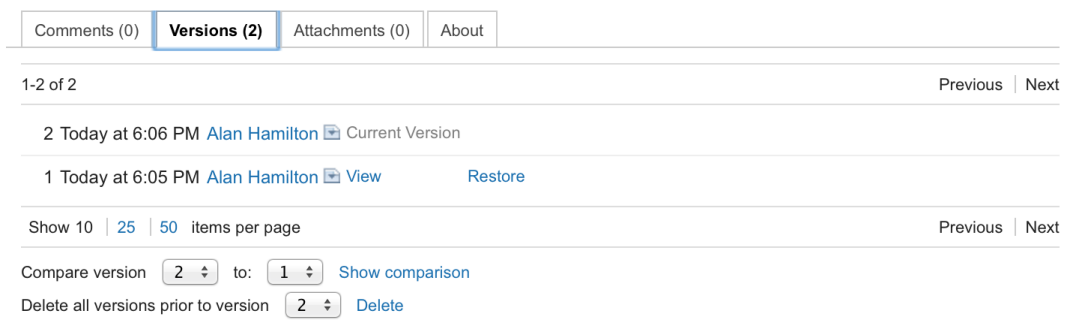 Comments (0) Versions (2) Attachments (0) About
1-2 of 2 Previous Next
2 Today at 6:06 PM Alan Hamilton Current Version
1 Today at 6:05 PM Alan Hamilton View Restore
Show 10 25 50 items per page Previous Next
Compare version 2 to: 1 Show comparison
Delete all versions prior to version 2 Delete